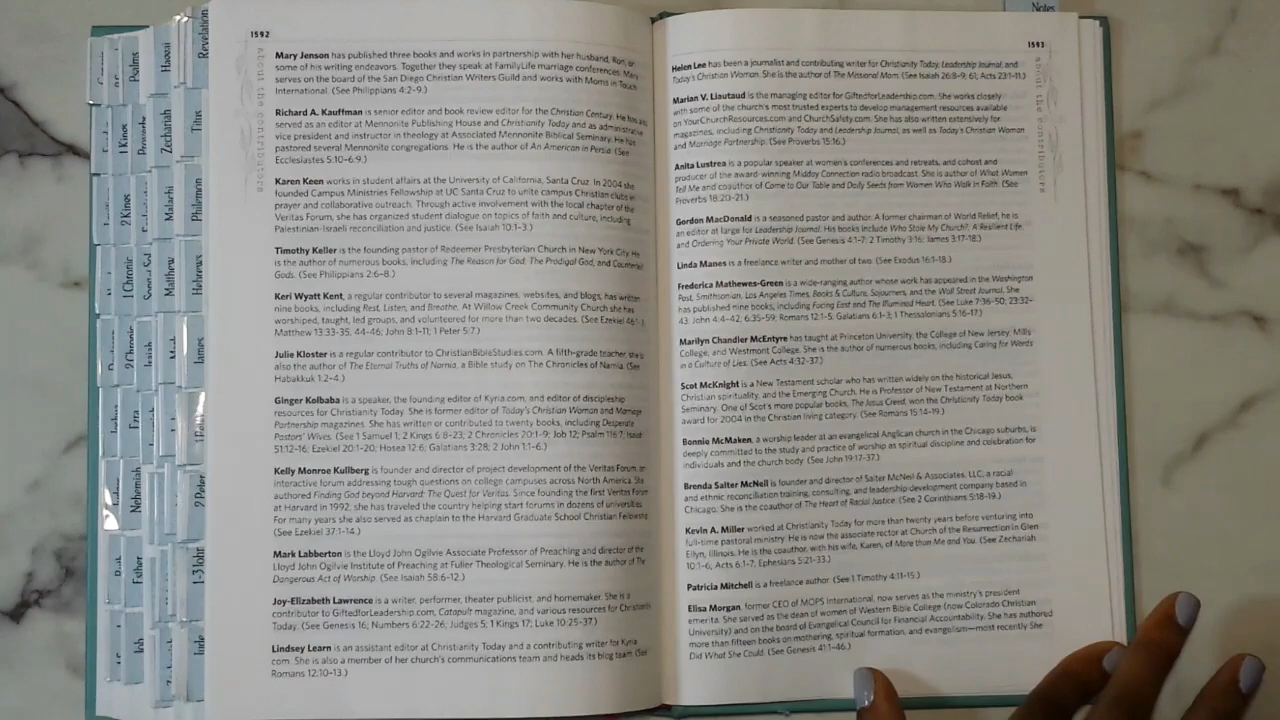 1592
about the contributors
Mary Jenson has published three books and works in partnership with her husband, Ron, on
some of his writing endeavors. Together they speak at FamilyLife marriage conferences. Mary
serves on the board of the San Diego Christian Writers Guild and works with Moms in Touch
International. (See Philippians 4:2–9.)
Richard A. Kauffman is senior editor and book review editor for the Christian Century. He has also
served as an editor at Mennonite Publishing House and Christianity Today and as administrative
vice president and instructor in theology at Associated Mennonite Biblical Seminary. He has
pastored several Mennonite congregations. He is the author of An American in Persia. (See
Ecclesiastes 5:10–6:9.)
Karen Keen works in student affairs at the University of California, Santa Cruz. In 2004 she
founded Campus Ministries Fellowship at UC Santa Cruz to unite campus Christian clubs in
prayer and collaborative outreach. Through active involvement with the local chapter of the
Veritas Forum, she has organized student dialogue on topics of faith and culture, including
Palestinian-Israeli reconciliation and justice. (See Isaiah 10:1–3.)
Timothy Keller is the founding pastor of Redeemer Presbyterian Church in New York City. He
is the author of numerous books, including The Reason for God, The Prodigal God, and Counterfeit
Gods. (See Philippians 2:6–8.)
Keri Wyatt Kent, a regular contributor to several magazines, websites, and blogs, has written
nine books, including Rest, Listen, and Breathe. At Willow Creek Community Church she has
worshiped, taught, led groups, and volunteered for more than two decades. (See Ezekiel
Matthew 13:33–35, 44–46; John 8:1–11; 1 Peter 5:7.)
Julie Kloster is a regular contributor to ChristianBibleStudies.com. A fifth-grade teacher, she is
also the author of The Eternal Truths of Narnia, a Bible study on The Chronicles of Narnia. (See
Habakkuk 1:2–4.)
Ginger Kolbaba is a speaker, the founding editor of Kyria.com, and editor of discipleship
resources for Christianity Today. She is former editor of Today's Christian Woman and Marriage
Partnership magazines. She has written or contributed to twenty books, including Desperate
Pastors' Wives. (See 1 Samuel 1; 2 Kings 6:8–23; 2 Chronicles 20:1–9; Job 12; Psalm 116:7; Isaiah
51:12–16; Ezekiel 20:1–20; Hosea 12:6; Galatians 3:28; 2 John 1:1–6.)
Kelly Monroe Kullberg is founder and director of project development of the Veritas Forum, an
interactive forum addressing tough questions on college campuses across North America. She
authored Finding God beyond Harvard: The Quest for Veritas. Since founding the first Veritas Forum
at Harvard in 1992, she has traveled the country helping start forums in dozens of universities.
For many years she also served as chaplain to the Harvard Graduate School Christian Fellowship.
(See Ezekiel 37:1–14.)
Mark Labberton is the Lloyd John Ogilvie Associate Professor of Preaching and director of the
Lloyd John Ogilvie Institute of Preaching at Fuller Theological Seminary. He is the author of The
Dangerous Act of Worship. (See Isaiah 58:6–12.)
Joy-Elizabeth Lawrence is a writer, performer, theater publicist, and homemaker. She is a
contributor to GiftedforLeadership.com, Catapult magazine, and various resources for Christianity
Today. (See Genesis 16; Numbers 6:22–26; Judges 5; 1 Kings 17; Luke 10:25–37.)
Lindsey Learn is an assistant editor at Christianity Today and a contributing writer for Kyria.
com. She is also a member of her church's communications team and heads its blog team. (See
Romans 12:10–13.)
Notes
1593
about the contributors
Helen Lee has been a journalist and contributing writer for Christianity Today, Leadership Journal, and
Today's Christian Woman. She is the author of The Missional Mom. (See Isaiah 26:8–9; 61; Acts 23:1–11.)
Marian V. Liautaud is the managing editor for GiftedforLeadership.com. She works closely
with some of the church's most trusted experts to develop management resources available
on YourChurchResources.com and ChurchSafety.com. She has also written extensively for
magazines, including Christianity Today and Leadership Journal, as well as Today's Christian Woman
and Marriage Partnership. (See Proverbs 15:16.)
Anita Lustrea is a popular speaker at women's conferences and retreats, and cohost and
producer of the award-winning Midday Connection radio broadcast. She is author of What Women
Tell Me and coauthor of Come to Our Table and Daily Seeds from Women Who Walk in Faith. (See
Proverbs 18:20–21.)
Gordon MacDonald is a seasoned pastor and author. A former chairman of World Relief, he is
an editor at large for Leadership Journal. His books include Who Stole My Church?, A Resilient Life,
and Ordering Your Private World. (See Genesis 4:1–7; 2 Timothy 3:16; James 3:17–18.)
Linda Manes is a freelance writer and mother of two. (See Exodus 16:1–18.)
Frederica Mathewes-Green is a wide-ranging author whose work has appeared in the Washington
Post, Smithsonian, Los Angeles Times, Books & Culture, Sojourners, and the Wall Street Journal. She
has published nine books, including Facing East and The Illumined Heart. (See Luke 7:36–50; 23:32–
43; John 4:4–42; 6:35–59; Romans 12:1–5; Galatians 6:1–3; 1 Thessalonians 5:16–17.)
Marilyn Chandler McEntyre has taught at Princeton University, the College of New Jersey, Mills
College, and Westmont College. She is the author of numerous books, including Caring for Words
in a Culture of Lies. (See Acts 4:32–37.)
Scot McKnight is a New Testament scholar who has written widely on the historical Jesus,
Christian spirituality, and the Emerging Church. He is Professor of New Testament at Northern
Seminary. One of Scot's more popular books, The Jesus Creed, won the Christianity Today book
award for 2004 in the Christian living category. (See Romans 15:14–19.)
Bonnie McMaken, a worship leader at an evangelical Anglican church in the Chicago suburbs, is
deeply committed to the study and practice of worship as spiritual discipline and celebration for
individuals and the church body. (See John 19:17–37.)
Brenda Salter McNeil is founder and director of Salter McNeil & Associates, LLC, a racial
and ethnic reconciliation training, consulting, and leadership development company based in
Chicago. She is the coauthor of The Heart of Racial Justice. (See 2 Corinthians 5:18–19.)
Kevin A. Miller worked at Christianity Today for more than twenty years before venturing into
full-time pastoral ministry. He is now the associate rector at Church of the Resurrection in Glen
Ellyn, Illinois. He is the coauthor, with his wife, Karen, of More than Me and You. (See Zechariah
10:1–6; Acts 6:1–7; Ephesians 5:21–33.)
Patricia Mitchell is a freelance author. (See 1 Timothy 4:11–15.)
Elisa Morgan, former CEO of MOPS International, now serves as the ministry's president
emerita. She served as the dean of women of Western Bible College (now Colorado Christian
University) and on the board of Evangelical Council for Financial Accountability. She has authored
more than fifteen books on mothering, spiritual formation, and evangelism—most recently She
Did What She Could. (See Genesis 41:1–46.)
Psalms
Haggai
Revelation
1 Kings
Proverbs
Zechariah
Titus
2 Kings
Malachi
Philemon
1 Chronic
Matthew
Hebrews
2 Chronic
Isaiah
Mark
James
Ezra
Nehemiah
2 Peter
Ruth
Esther
1-3 John
Job
Jude